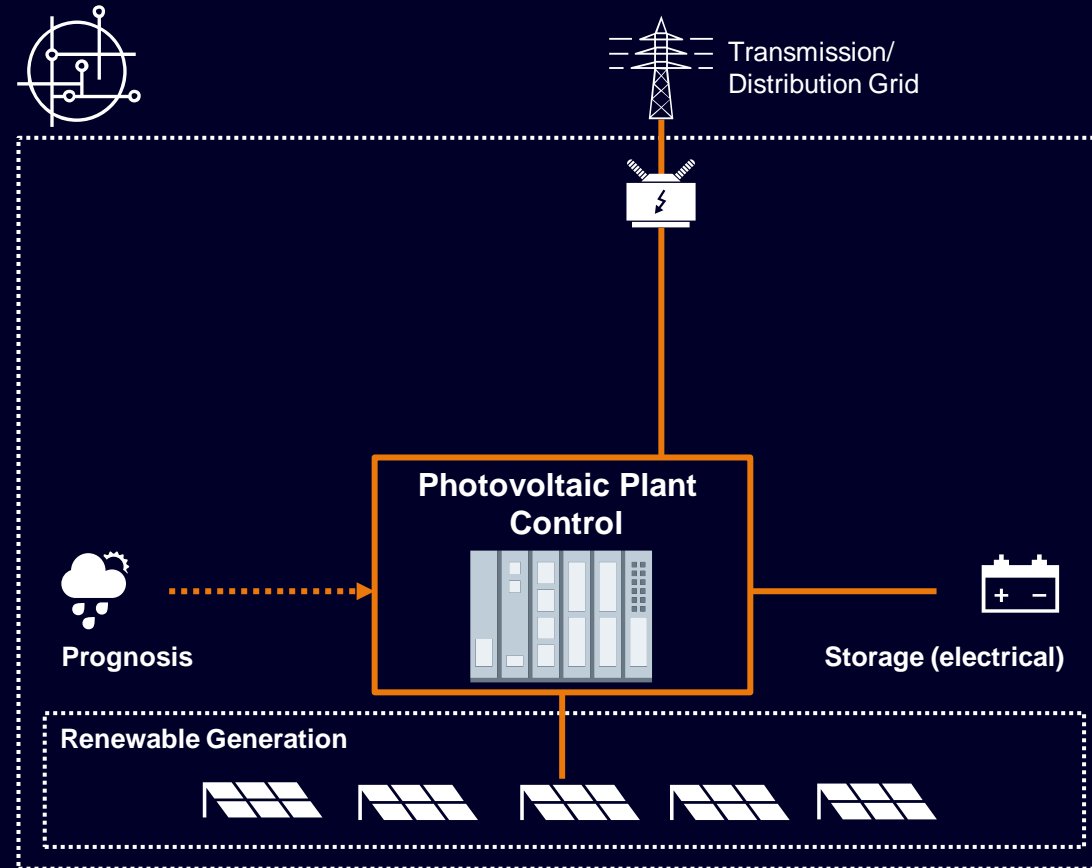 Transmission/
Distribution Grid
Photovoltaic Plant
Control
Prognosis
Storage (electrical)
+ −
Renewable Generation